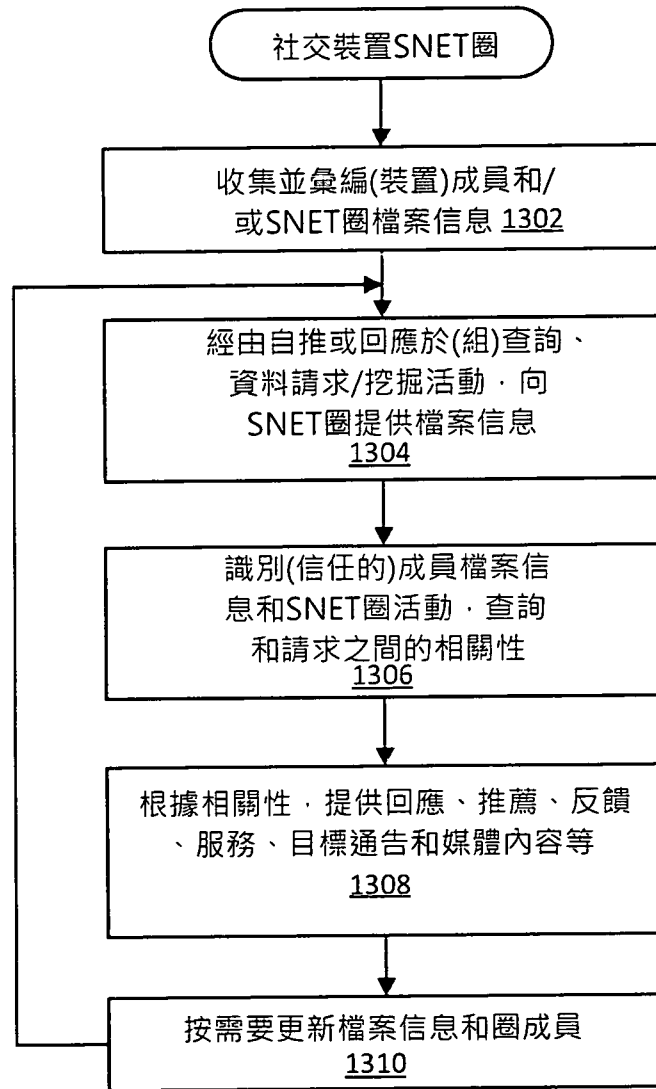 社交裝置SNET圈
收集並彙編(裝置)成員和/
或SNET圈檔案信息 1302
經由自推或回應於(組)查詢、
資料請求/挖掘活動,向
SNET圈提供檔案信息
1304
識別(信任的)成員檔案信
息和SNET圈活動,查詢
和請求之間的相關性
1306
根據相關性,提供回應、推薦、反饋
、服務、目標通告和媒體內容等
1308
按需要更新檔案信息和圈成員
1310